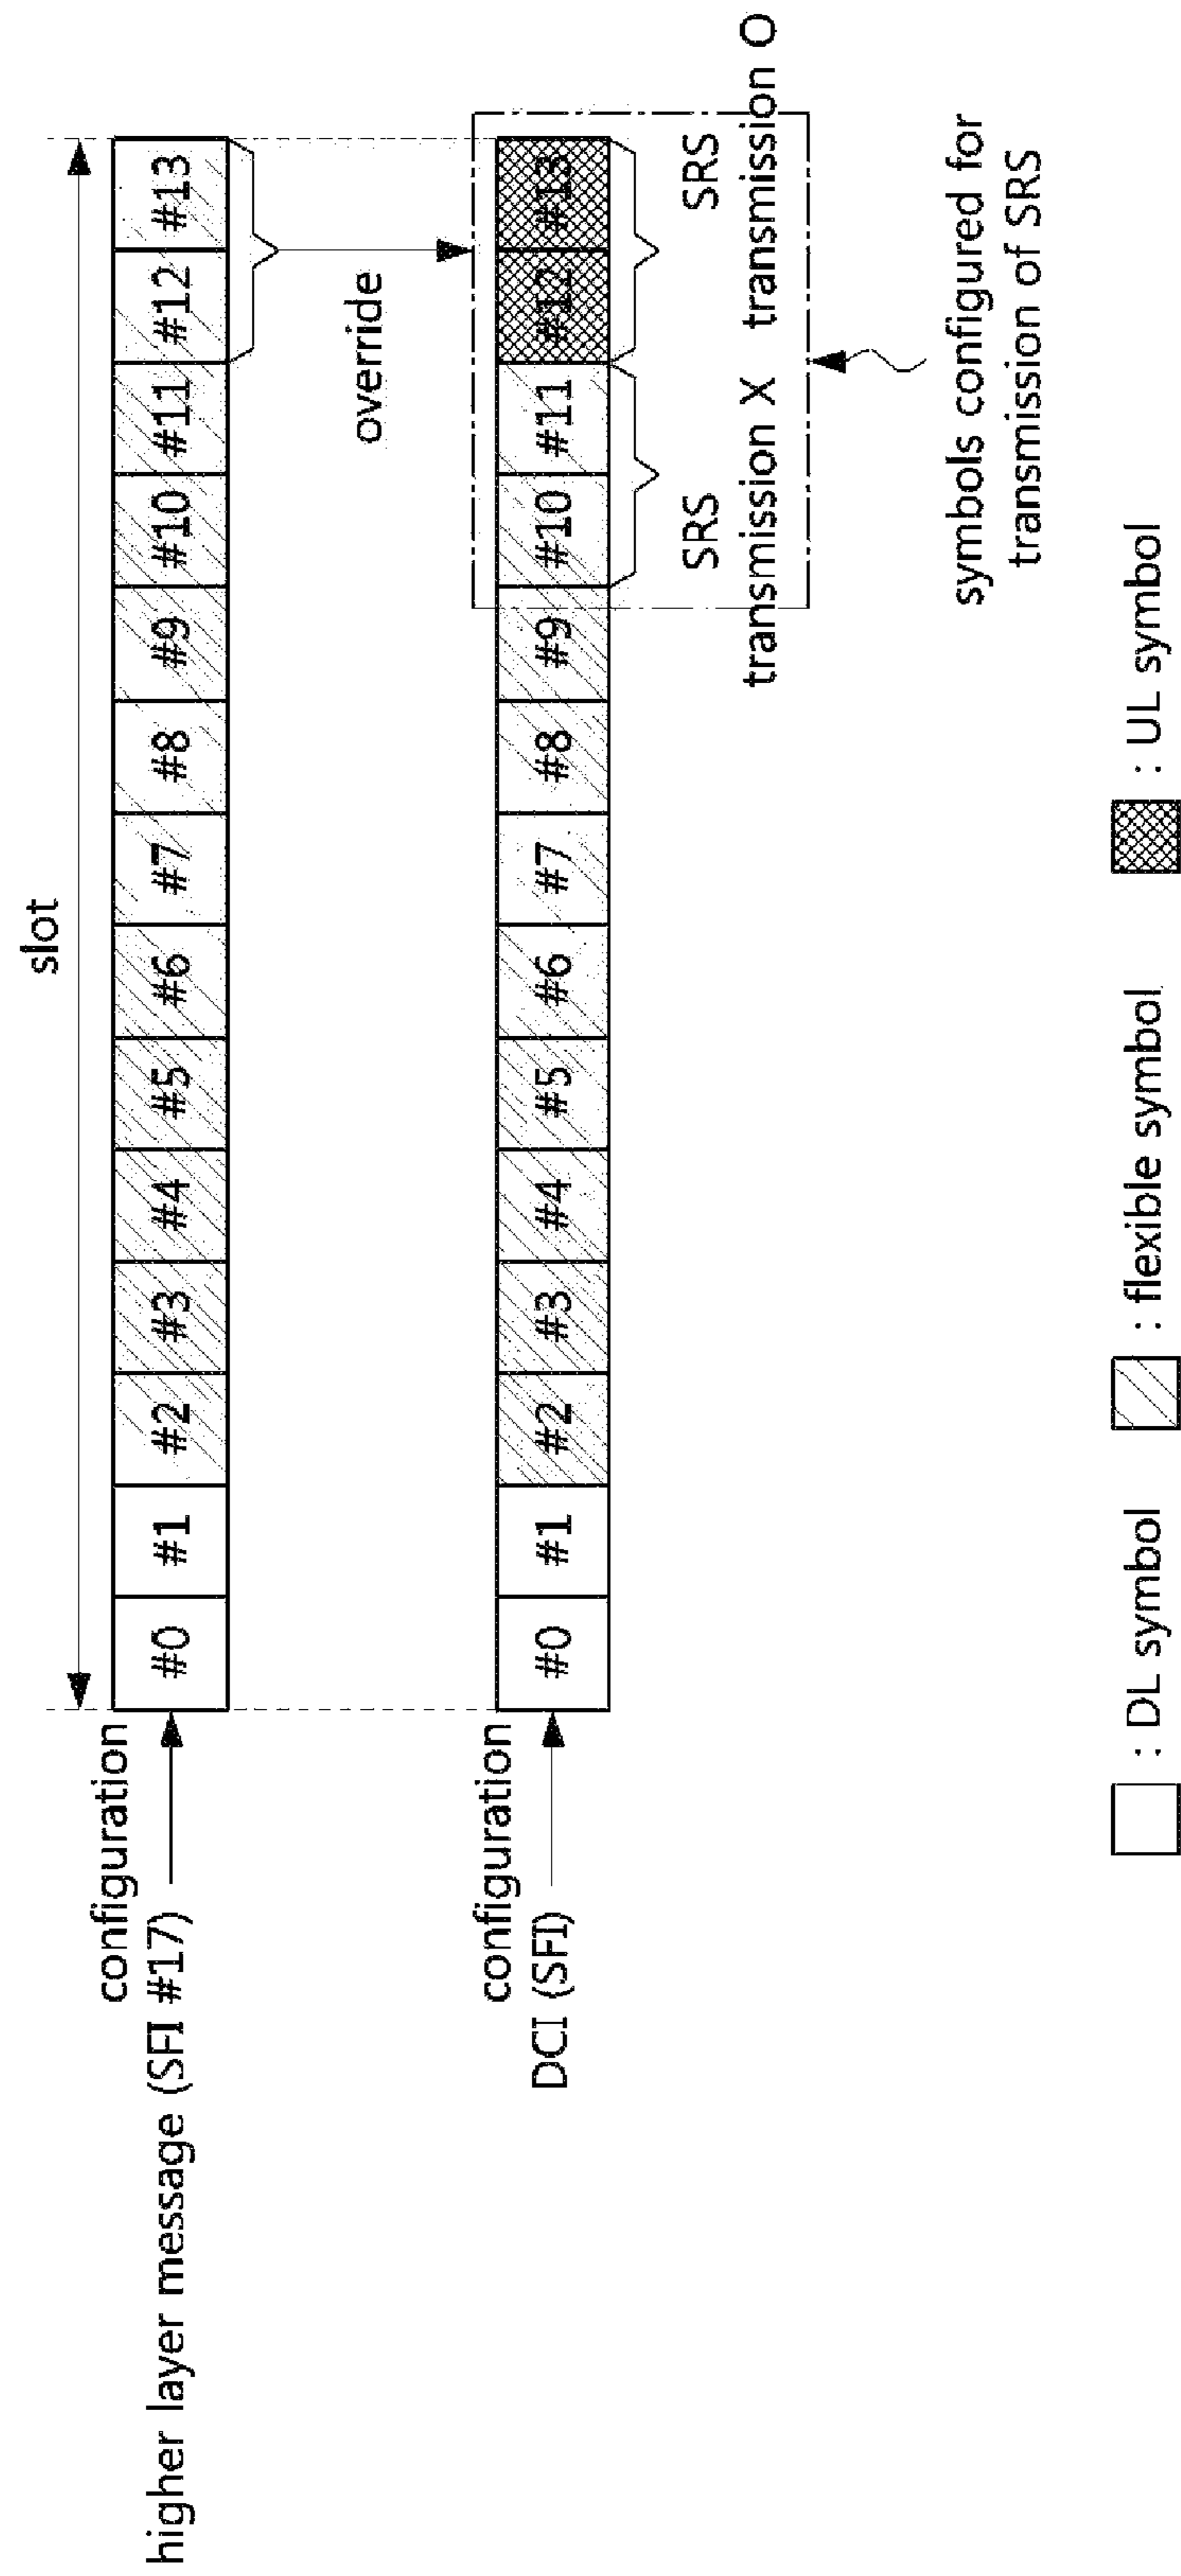 slot
configuration
higher layer message (SFI #17)
#0 #1 #2 #3 #4 #5 #6 #7 #8 #9 #10 #11 #12 #13
override
configuration
DCI (SFI)
#0 #1 #2 #3 #4 #5 #6 #7 #8 #9 #10 #11 #12 #13
SRS
transmission X
SRS
transmission O
symbols configured for
transmission of SRS
: DL symbol
: flexible symbol
: UL symbol